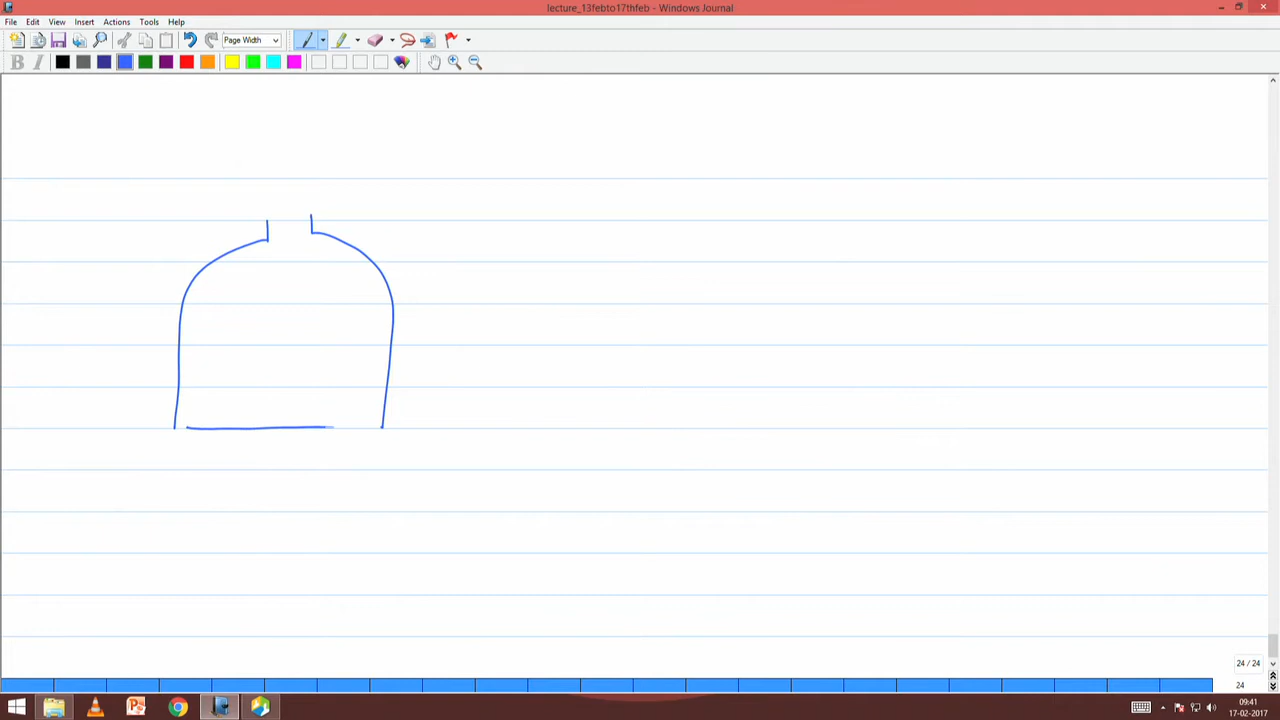 lecture_13febto17thfeb - Windows Journal
File Edit View Insert Actions Tools Help
Page Width
B I
24 / 24
24
09:41
17-02-2017